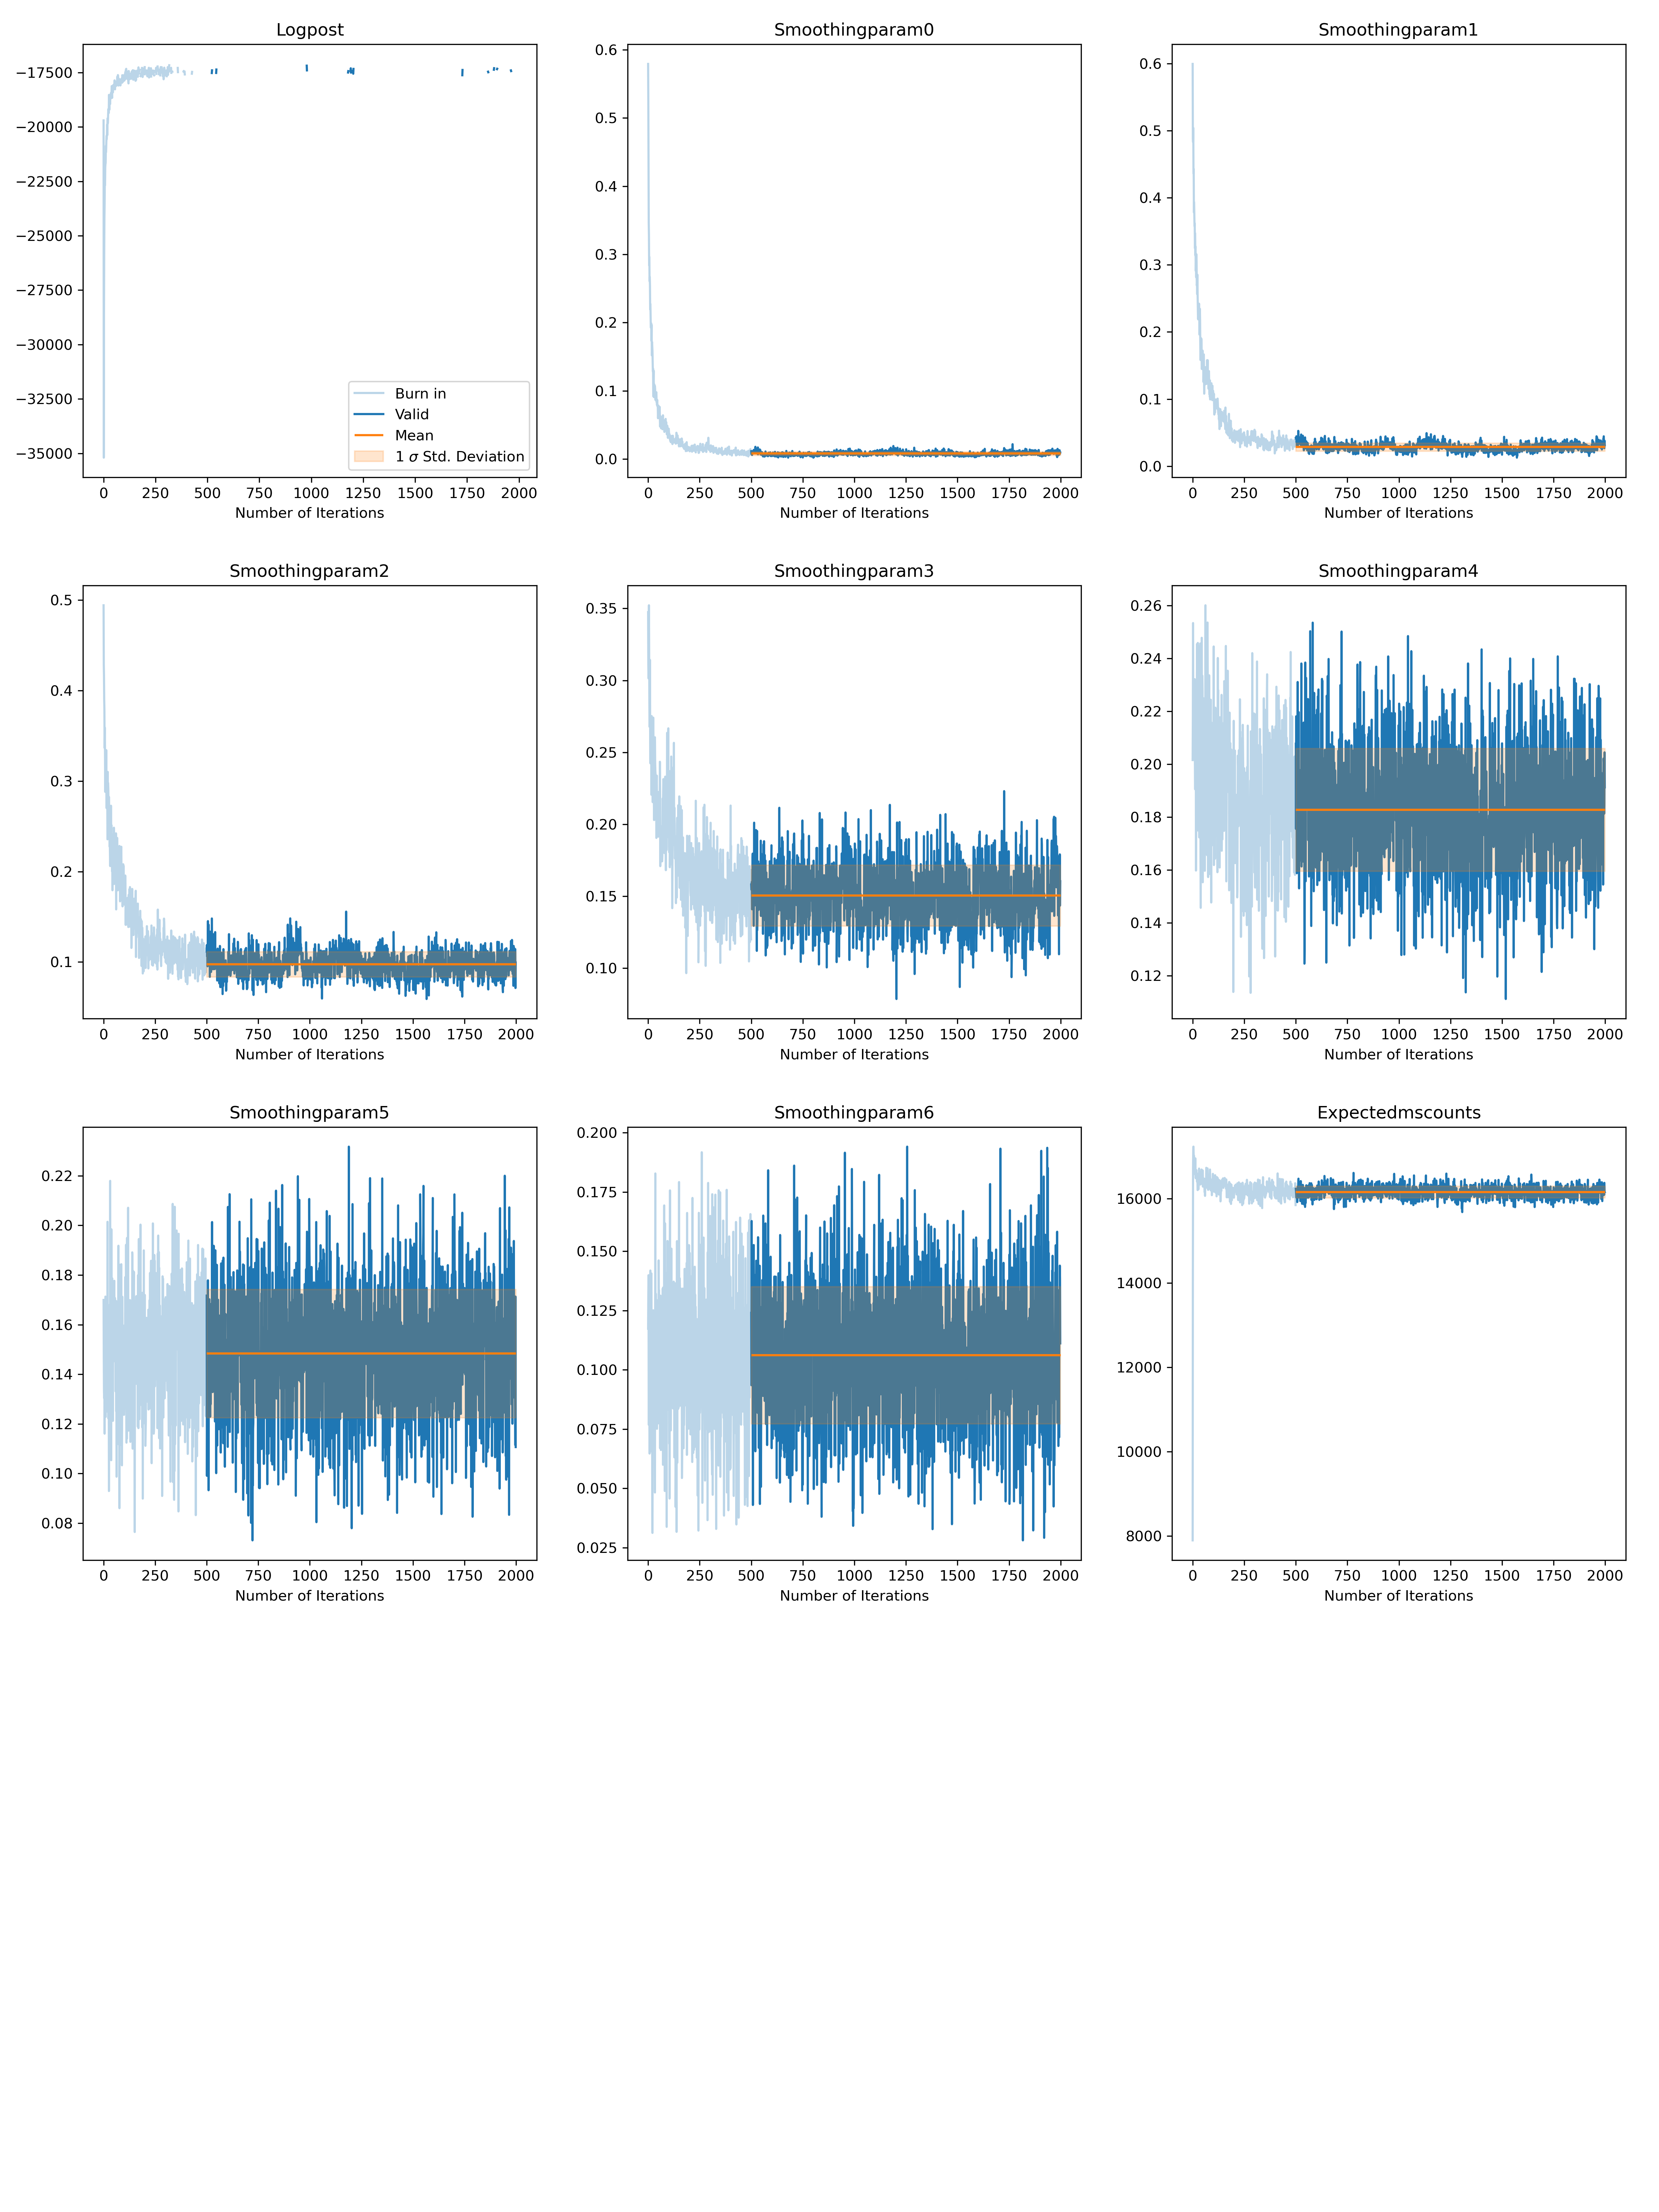 Logpost
−17500
−20000
−22500
−25000
−27500
−30000
−32500
−35000
Burn in
Valid
Mean
1 σ Std. Deviation
0 250 500 750 1000 1250 1500 1750 2000
Number of Iterations
Smoothingparam0
0.6
0.5
0.4
0.3
0.2
0.1
0.0
0 250 500 750 1000 1250 1500 1750 2000
Number of Iterations
Smoothingparam1
0.6
0.5
0.4
0.3
0.2
0.1
0.0
0 250 500 750 1000 1250 1500 1750 2000
Number of Iterations
Smoothingparam2
0.5
0.4
0.3
0.2
0.1
0 250 500 750 1000 1250 1500 1750 2000
Number of Iterations
Smoothingparam3
0.35
0.30
0.25
0.20
0.15
0.10
0 250 500 750 1000 1250 1500 1750 2000
Number of Iterations
Smoothingparam4
0.26
0.24
0.22
0.20
0.18
0.16
0.14
0.12
0 250 500 750 1000 1250 1500 1750 2000
Number of Iterations
Smoothingparam5
0.22
0.20
0.18
0.16
0.14
0.12
0.10
0.08
0 250 500 750 1000 1250 1500 1750 2000
Number of Iterations
Smoothingparam6
0.200
0.175
0.150
0.125
0.100
0.075
0.050
0.025
0 250 500 750 1000 1250 1500 1750 2000
Number of Iterations
Expectedmscounts
16000
14000
12000
10000
8000
0 250 500 750 1000 1250 1500 1750 2000
Number of Iterations